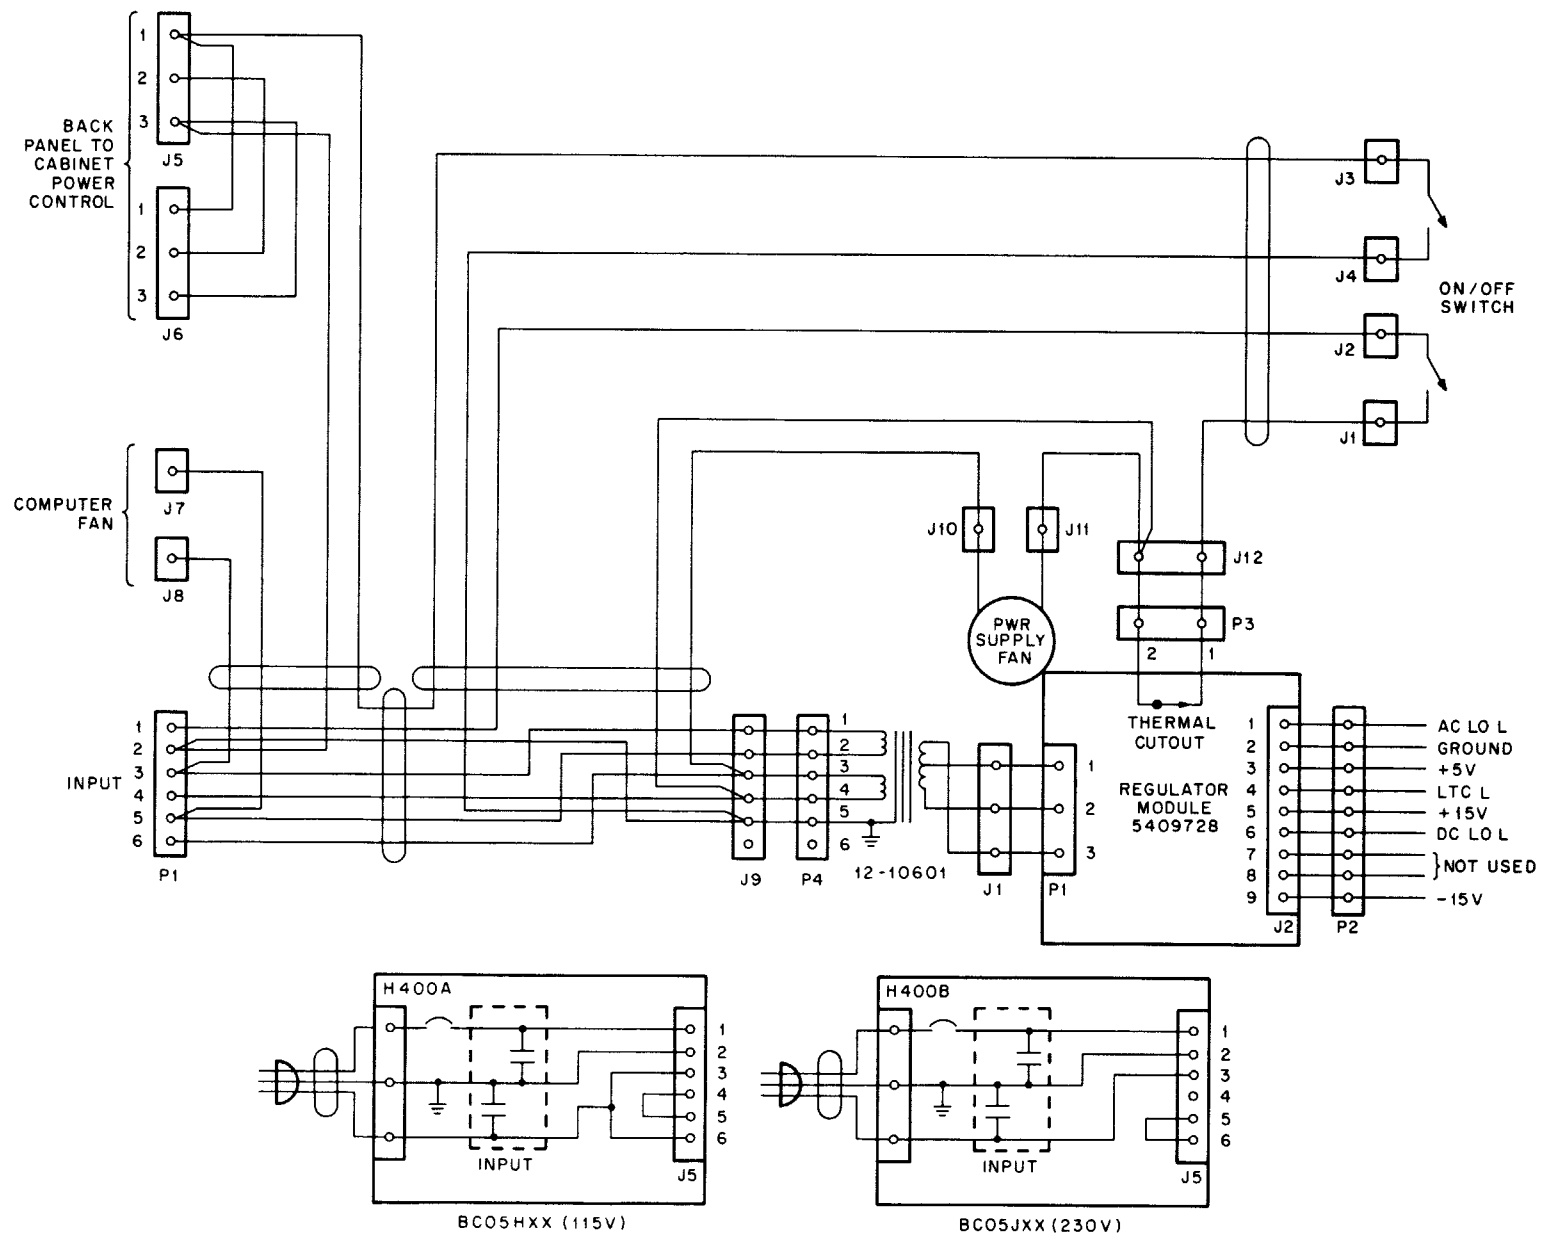 1
2
3
J5
BACK
PANEL TO
CABINET
POWER
CONTROL
1
2
3
J6
J3
J4
ON/OFF
SWITCH
J2
J1
COMPUTER
FAN
J7
J8
J10
J11
J12
PWR
SUPPLY
FAN
P3
2 1
THERMAL
CUTOUT
INPUT
1
2
3
4
5
6
P1
J9
1
2
3
4
5
6
P4
12-10601
J1
1
2
3
P1
REGULATOR
MODULE
5409728
1 AC LO L
2 GROUND
3 +5V
4 LTC L
5 +15V
6 DC LO L
7
8
NOT USED
9 -15V
J2
P2
H400A
INPUT
1
2
3
4
5
6
J5
BC05HXX (115V)
H400B
INPUT
1
2
3
4
5
6
J5
BC05JXX (230V)